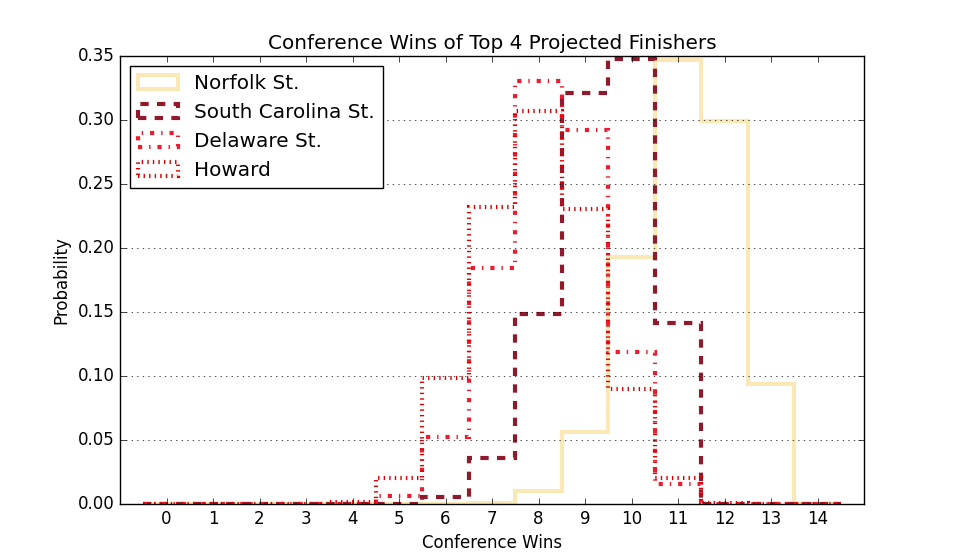 Conference Wins of Top 4 Projected Finishers
Norfolk St.
South Carolina St.
Delaware St.
Howard
0.35
0.30
0.25
0.20
0.15
0.10
0.05
0.00
Probability
0 1 2 3 4 5 6 7 8 9 10 11 12 13 14
Conference Wins